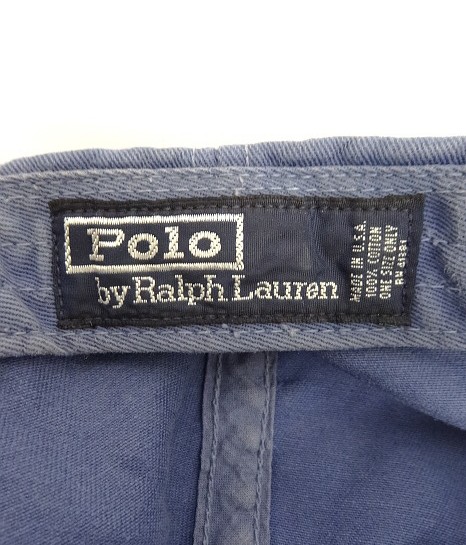 Polo
by Ralph Lauren
MADE IN U.S.A.
100% COTTON
ONE SIZE ONLY